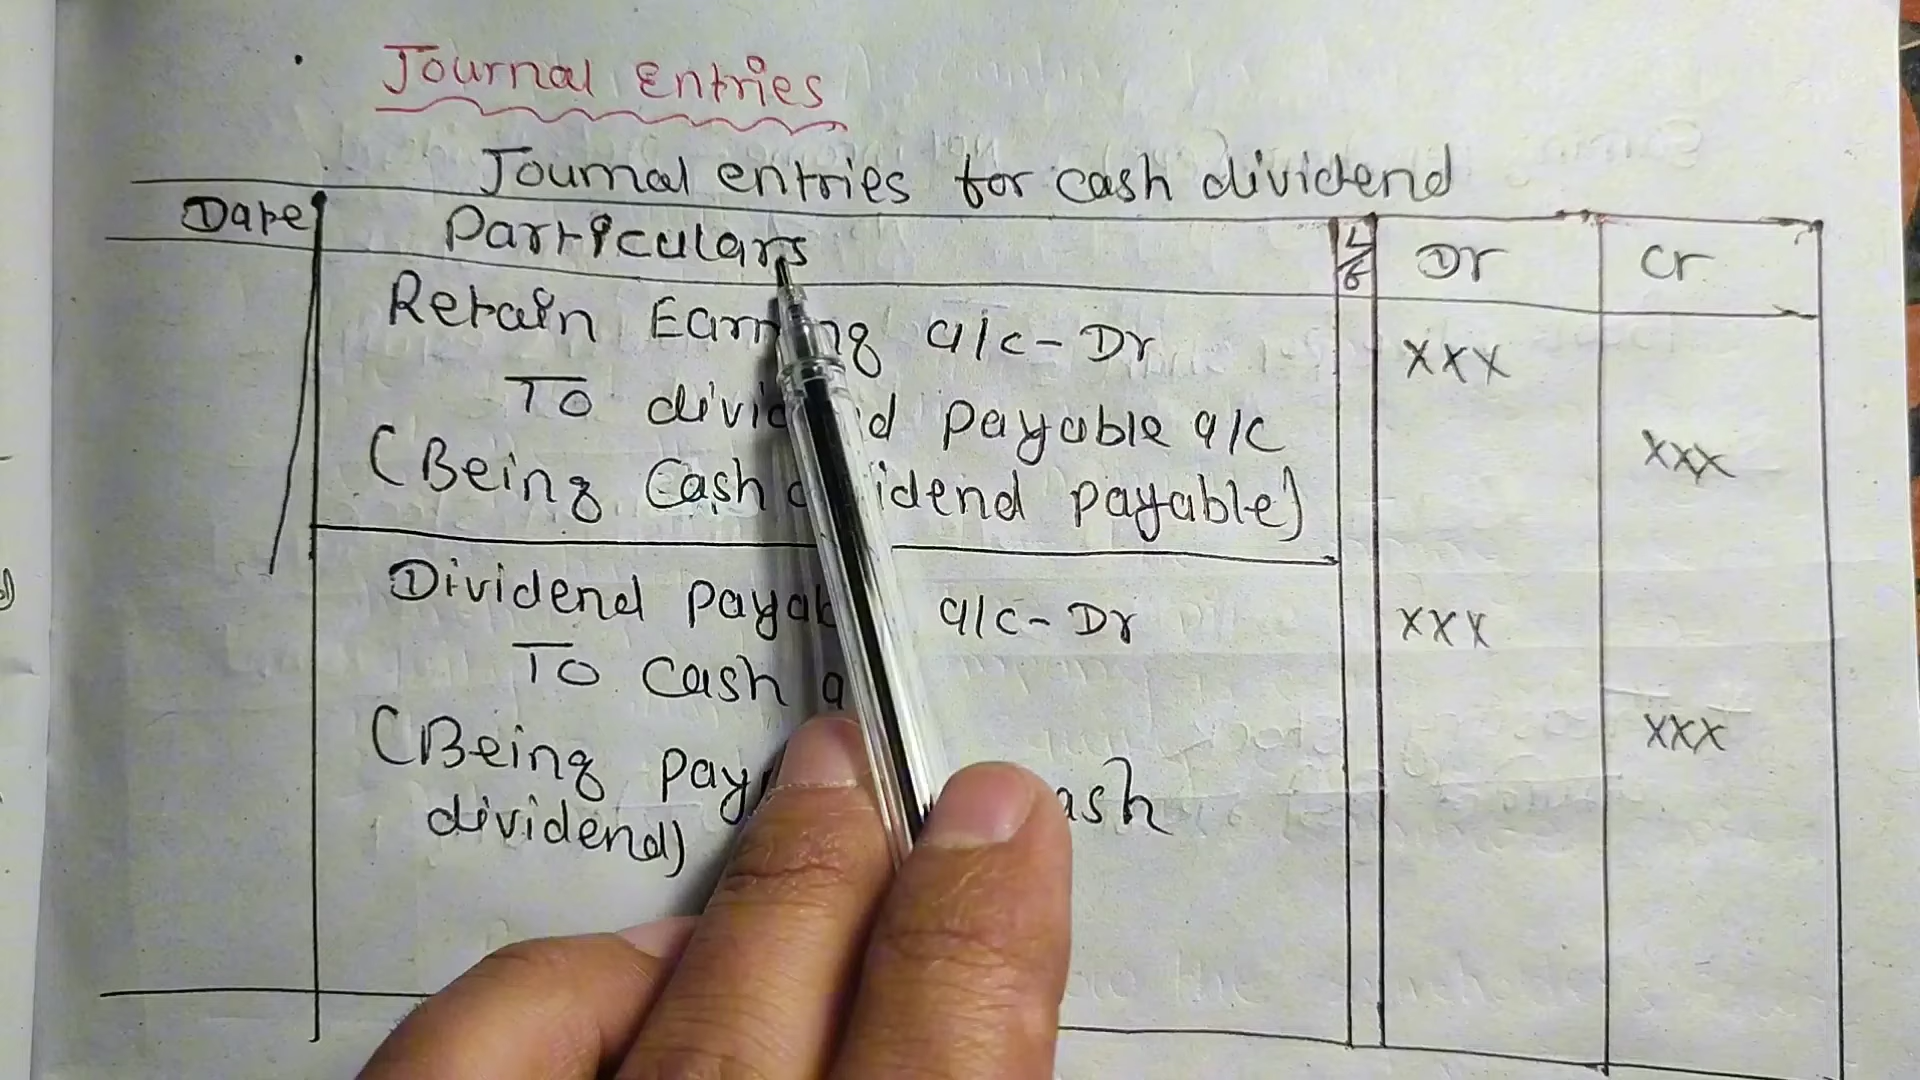 Journal Entries
Journal entries for cash dividend
Date Particulars L/F Dr Cr
Retain Earning a/c - Dr xxx
To dividend payable a/c xxx
(Being Cash dividend payable)
Dividend payable a/c - Dr xxx
To cash a
(Being pay ash xxx
dividend)